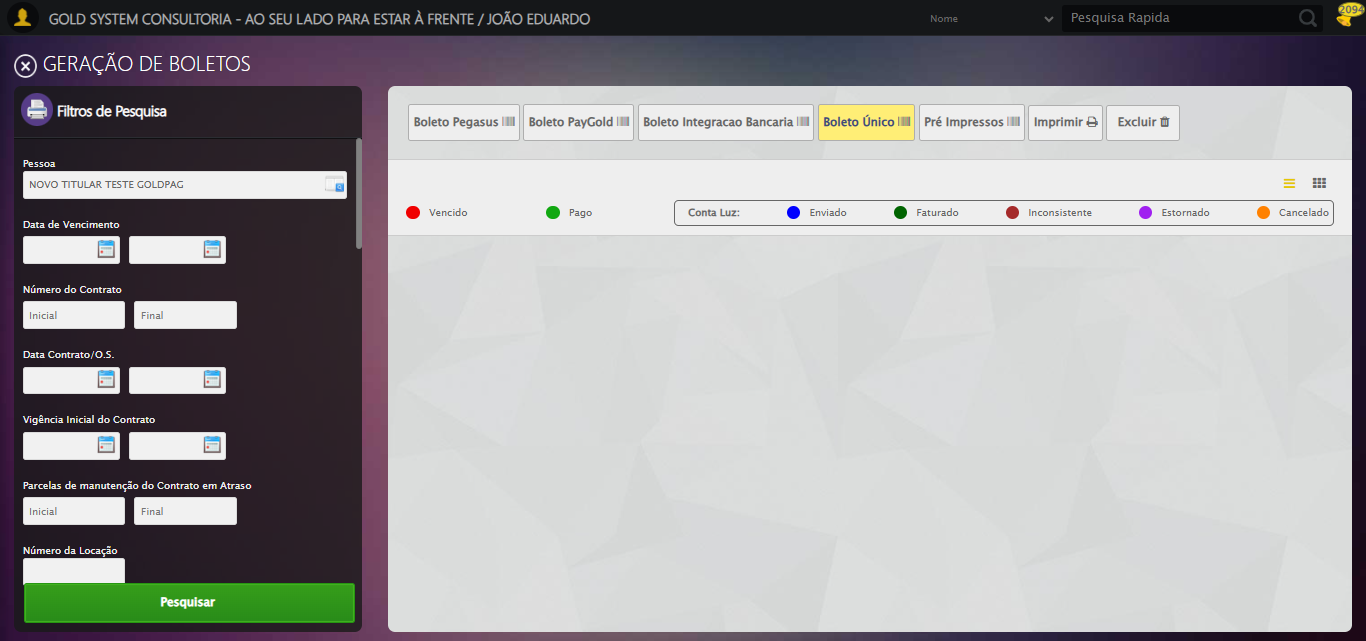 GOLD SYSTEM CONSULTORIA - AO SEU LADO PARA ESTAR À FRENTE / JOÃO EDUARDO
Nome
Pesquisa Rapida
2094
GERAÇÃO DE BOLETOS
Filtros de Pesquisa
Pessoa
NOVO TITULAR TESTE GOLDPAG
Data de Vencimento
Número do Contrato
Inicial Final
Data Contrato/O.S.
Vigência Inicial do Contrato
Parcelas de manutenção do Contrato em Atraso
Inicial Final
Número da Locação
Pesquisar
Boleto Pegasus Boleto PayGold Boleto Integracao Bancaria Boleto Único Pré Impressos Imprimir Excluir
Vencido Pago Conta Luz: Enviado Faturado Inconsistente Estornado Cancelado